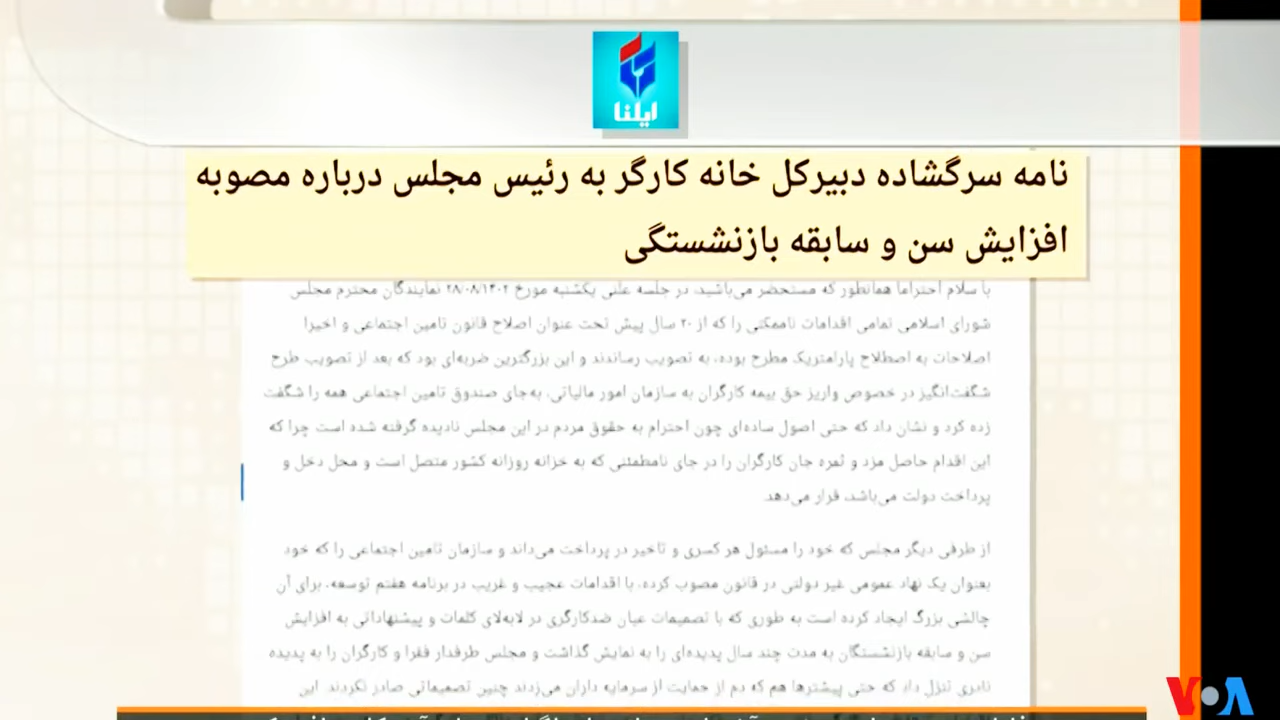 ایلنا
نامه سرگشاده دبیرکل خانه کارگر به رئیس مجلس درباره مصوبه
افزایش سن و سابقه بازنشستگی
با سلام احتراما همانطور که مستحضر می‌باشید، در جلسه علنی یکشنبه مورخ ۲۸/۰۸/۱۴۰۲ نمایندگان محترم مجلس
شورای اسلامی تمامی اقدامات ناممکنی را که از ۲۰ سال پیش تحت عنوان اصلاح قانون تامین اجتماعی و اخیرا
اصلاحات به اصطلاح پارامتریک مطرح بوده، به تصویب رساندند و این بزرگترین ضربه‌ای بود که بعد از تصویب طرح
شگفت‌انگیز در خصوص واریز حق بیمه کارگران به سازمان امور مالیاتی، به‌جای صندوق تامین اجتماعی همه را شگفت
زده کرد و نشان داد که حتی اصول ساده‌ای چون احترام به حقوق مردم در این مجلس نادیده گرفته شده است چرا که
این اقدام حاصل مزد و ثمره جان کارگران را در جای نامطمئنی که به خزانه روزانه کشور متصل است و محل دخل و
پرداخت دولت می‌باشد، قرار می‌دهد.
از طرفی دیگر مجلس که خود را مسئول هر کسری و تاخیر در پرداخت می‌داند و سازمان تامین اجتماعی را که خود
بعنوان یک نهاد عمومی غیر دولتی در قانون مصوب کرده، با اقدامات عجیب و غریب در برنامه هفتم توسعه، برای آن
چالشی بزرگ ایجاد کرده است به طوری که با تصمیمات عیان ضدکارگری در لابه‌لای کلمات و پیشنهاداتی به افزایش
سن و سابقه بازنشستگان به مدت چند سال پدیده‌ای را به نمایش گذاشت و مجلس طرفدار فقرا و کارگران را به پدیده
نادری تنزل داد که حتی پیشترها هم که دم از حمایت از سرمایه داران می‌زدند چنین تصمیماتی صادر نکردند. این
VOA